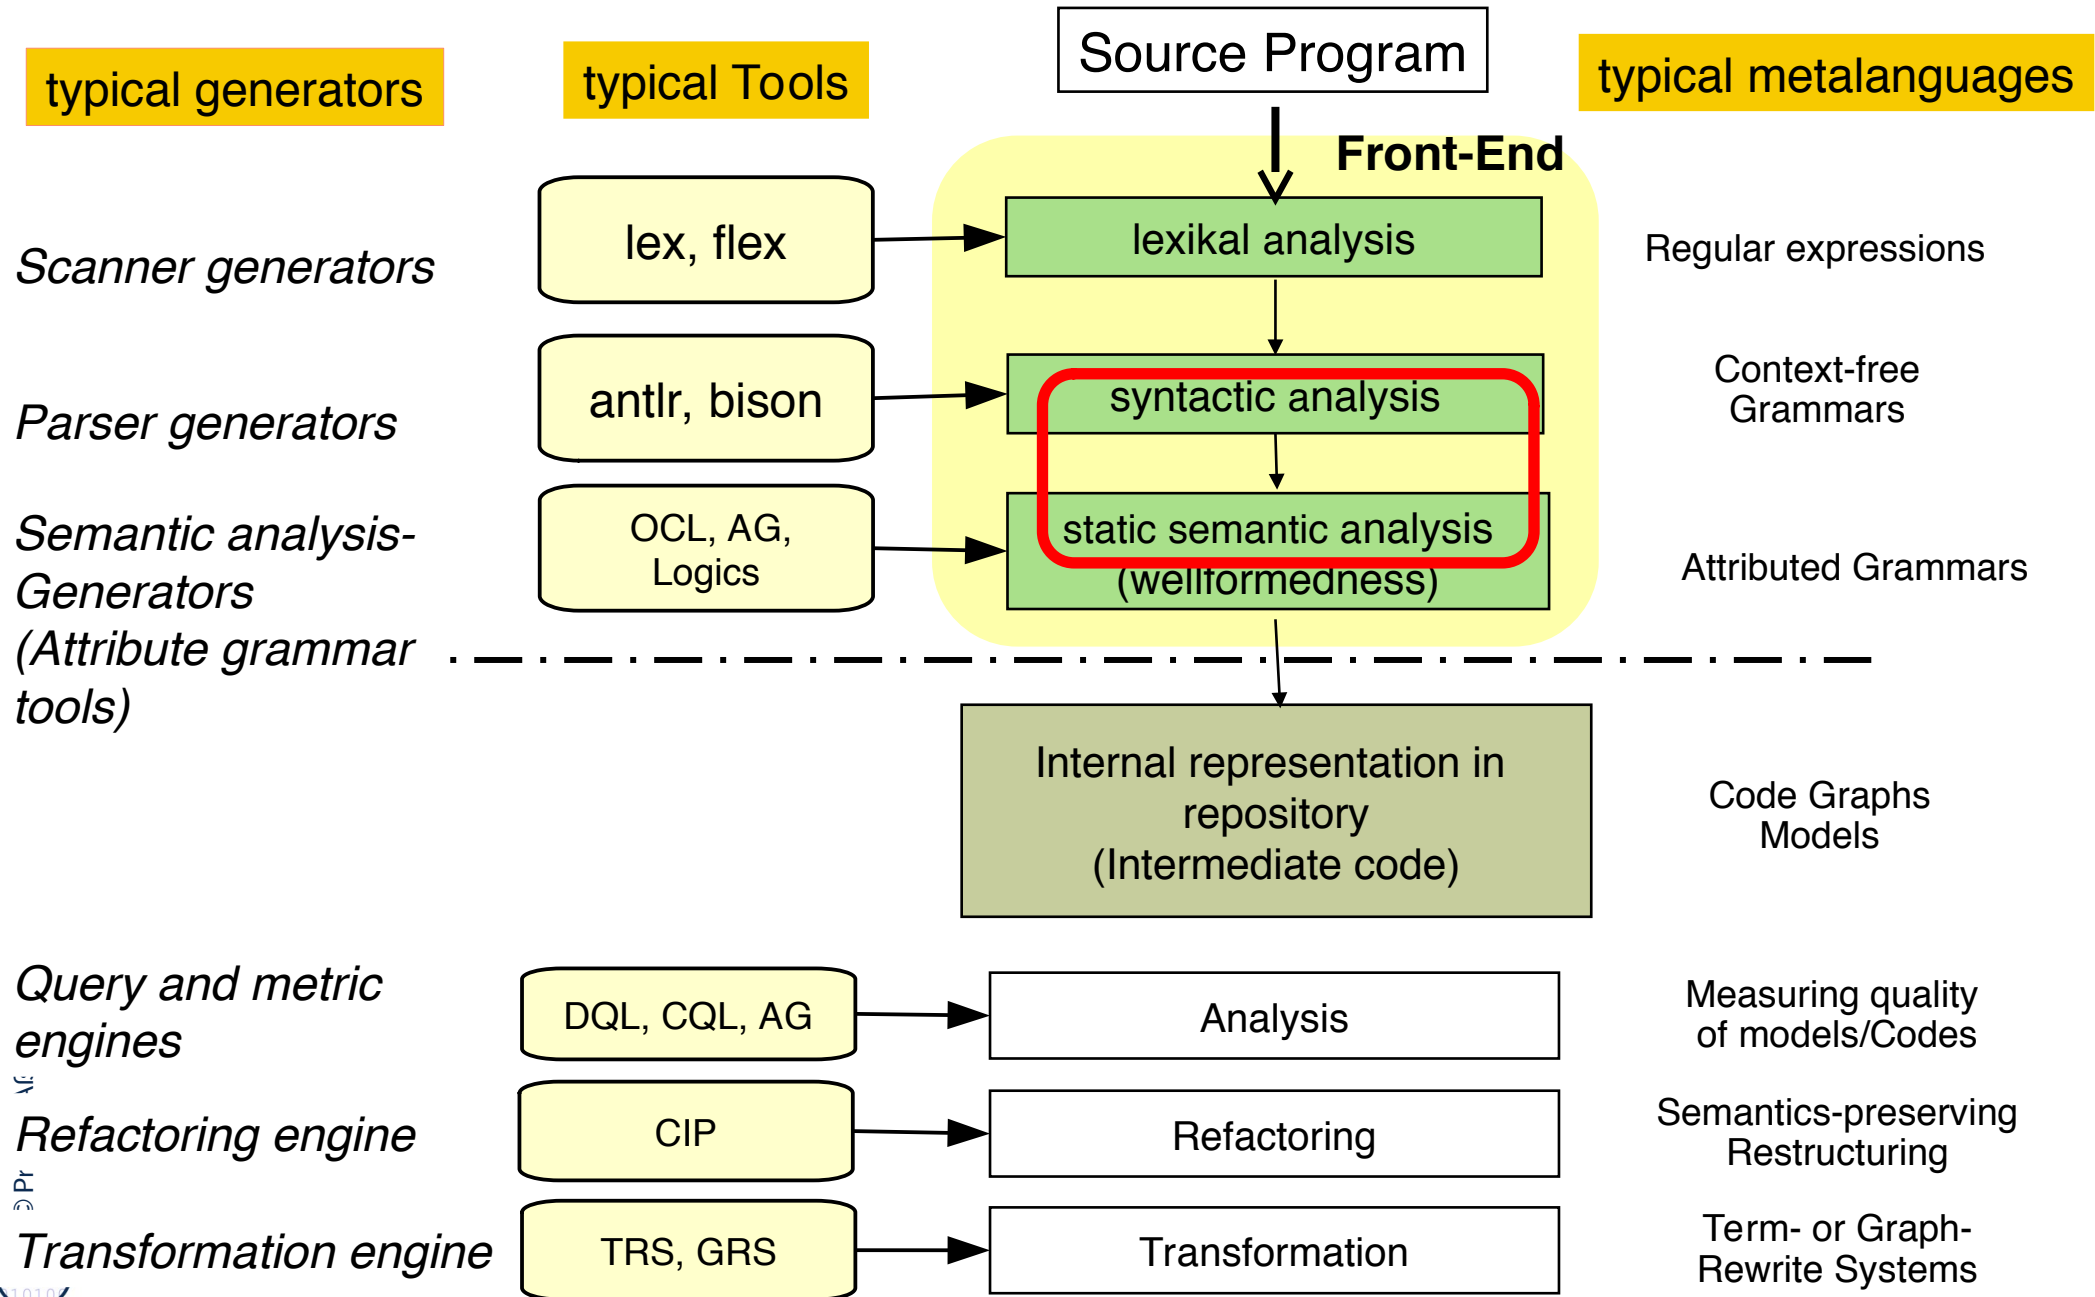 Source Program
typical generators
typical Tools
typical metalanguages
Front-End
Scanner generators
lex, flex
lexikal analysis
Regular expressions
Parser generators
antlr, bison
syntactic analysis
Context-free
Grammars
Semantic analysis-
Generators
(Attribute grammar
tools)
OCL, AG,
Logics
static semantic analysis
(wellformedness)
Attributed Grammars
Internal representation in
repository
(Intermediate code)
Code Graphs
Models
Query and metric
engines
DQL, CQL, AG
Analysis
Measuring quality
of models/Codes
Refactoring engine
CIP
Refactoring
Semantics-preserving
Restructuring
© Pr
Transformation engine
TRS, GRS
Transformation
Term- or Graph-
Rewrite Systems